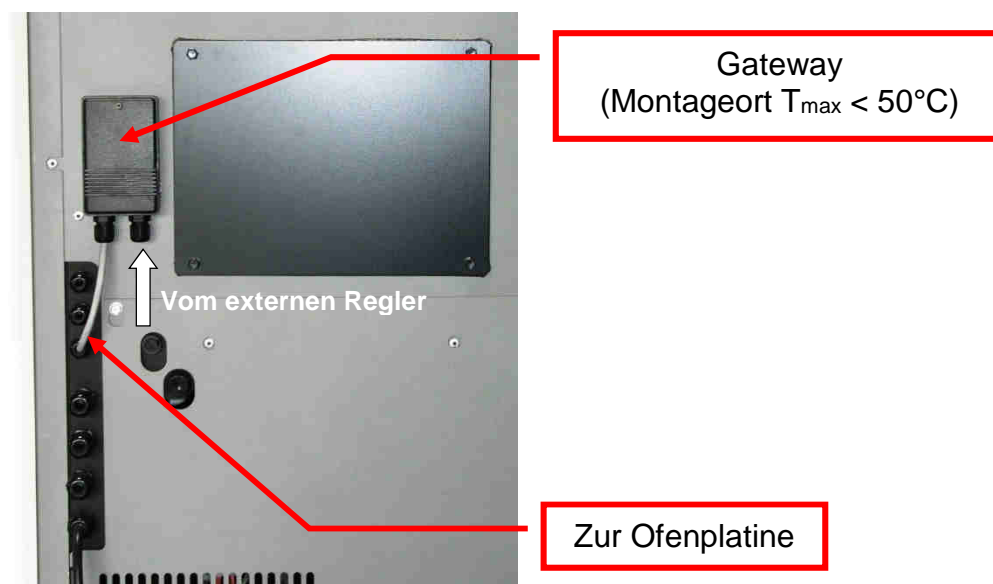 Gateway
(Montageort Tmax < 50°C)
Vom externen Regler
Zur Ofenplatine